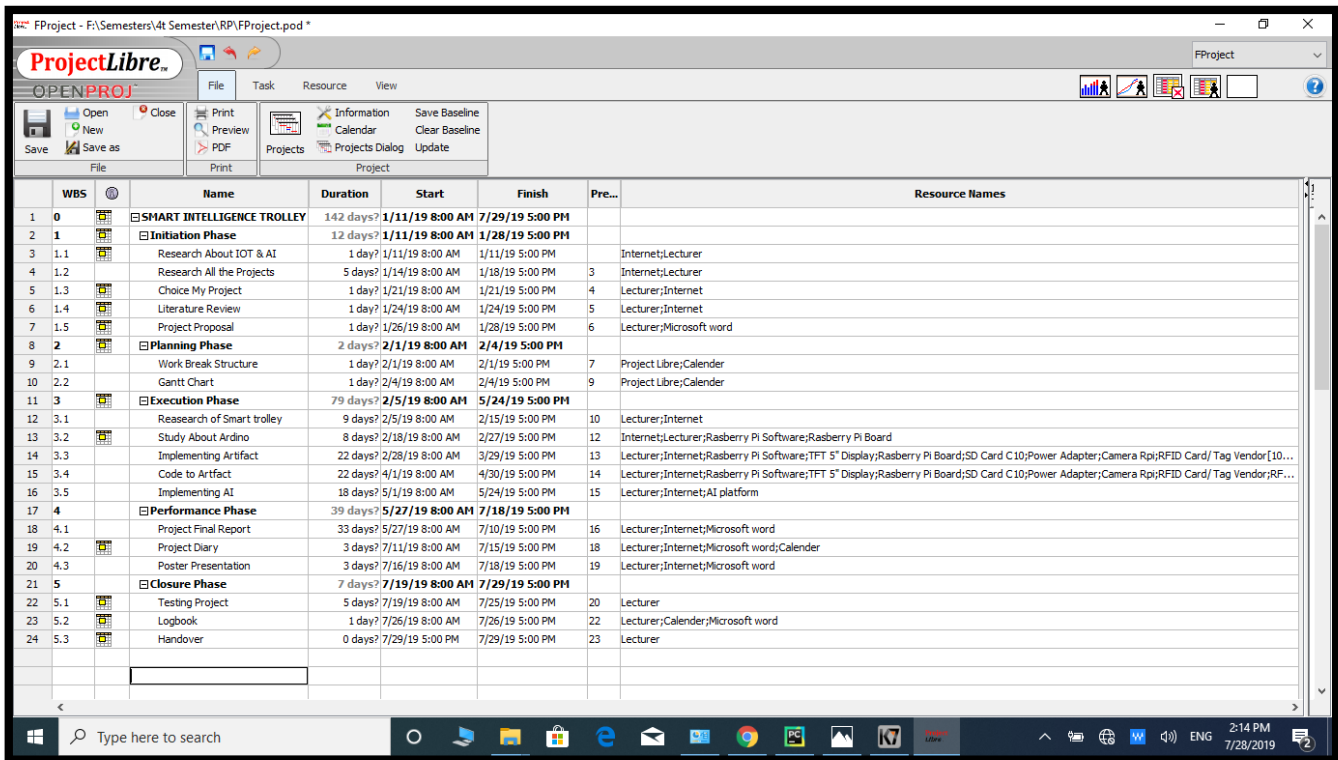 FProject - F:\Semesters\4t Semester\RP\FProject.pod *
ProjectLibre™
OPENPROJ
FProject
File Task Resource View
Save
Open
New
Save as
Close
File
Print
Preview
PDF
Print
Projects
Information
Calendar
Projects Dialog
Save Baseline
Clear Baseline
Update
Project
WBS Name Duration Start Finish Pre... Resource Names
1 0 SMART INTELLIGENCE TROLLEY 142 days? 1/11/19 8:00 AM 7/29/19 5:00 PM
2 1 Initiation Phase 12 days? 1/11/19 8:00 AM 1/28/19 5:00 PM
3 1.1 Research About IOT & AI 1 day? 1/11/19 8:00 AM 1/11/19 5:00 PM Internet;Lecturer
4 1.2 Research All the Projects 5 days? 1/14/19 8:00 AM 1/18/19 5:00 PM 3 Internet;Lecturer
5 1.3 Choice My Project 1 day? 1/21/19 8:00 AM 1/21/19 5:00 PM 4 Lecturer;Internet
6 1.4 Literature Review 1 day? 1/24/19 8:00 AM 1/24/19 5:00 PM 5 Lecturer;Internet
7 1.5 Project Proposal 1 day? 1/26/19 8:00 AM 1/28/19 5:00 PM 6 Lecturer;Microsoft word
8 2 Planning Phase 2 days? 2/1/19 8:00 AM 2/4/19 5:00 PM
9 2.1 Work Break Structure 1 day? 2/1/19 8:00 AM 2/1/19 5:00 PM 7 Project Libre;Calender
10 2.2 Gantt Chart 1 day? 2/4/19 8:00 AM 2/4/19 5:00 PM 9 Project Libre;Calender
11 3 Execution Phase 79 days? 2/5/19 8:00 AM 5/24/19 5:00 PM
12 3.1 Reasearch of Smart trolley 9 days? 2/5/19 8:00 AM 2/15/19 5:00 PM 10 Lecturer;Internet
13 3.2 Study About Ardino 8 days? 2/18/19 8:00 AM 2/27/19 5:00 PM 12 Internet;Lecturer;Rasberry Pi Software;Rasberry Pi Board
14 3.3 Implementing Artifact 22 days? 2/28/19 8:00 AM 3/29/19 5:00 PM 13 Lecturer;Internet;Rasberry Pi Software;TFT 5" Display;Rasberry Pi Board;SD Card C10;Power Adapter;Camera Rpi;RFID Card/ Tag Vendor[10...
15 3.4 Code to Artfact 22 days? 4/1/19 8:00 AM 4/30/19 5:00 PM 14 Lecturer;Internet;Rasberry Pi Software;TFT 5" Display;Rasberry Pi Board;SD Card C10;Power Adapter;Camera Rpi;RFID Card/ Tag Vendor;RF...
16 3.5 Implementing AI 18 days? 5/1/19 8:00 AM 5/24/19 5:00 PM 15 Lecturer;Internet;AI platform
17 4 Performance Phase 39 days? 5/27/19 8:00 AM 7/18/19 5:00 PM
18 4.1 Project Final Report 33 days? 5/27/19 8:00 AM 7/10/19 5:00 PM 16 Lecturer;Internet;Microsoft word
19 4.2 Project Diary 3 days? 7/11/19 8:00 AM 7/15/19 5:00 PM 18 Lecturer;Internet;Microsoft word;Calender
20 4.3 Poster Presentation 3 days? 7/16/19 8:00 AM 7/18/19 5:00 PM 19 Lecturer;Internet;Microsoft word
21 5 Closure Phase 7 days? 7/19/19 8:00 AM 7/29/19 5:00 PM
22 5.1 Testing Project 5 days? 7/19/19 8:00 AM 7/25/19 5:00 PM 20 Lecturer
23 5.2 Logbook 1 day? 7/26/19 8:00 AM 7/26/19 5:00 PM 22 Lecturer;Calender;Microsoft word
24 5.3 Handover 0 days? 7/29/19 5:00 PM 7/29/19 5:00 PM 23 Lecturer
Type here to search
ENG
2:14 PM
7/28/2019